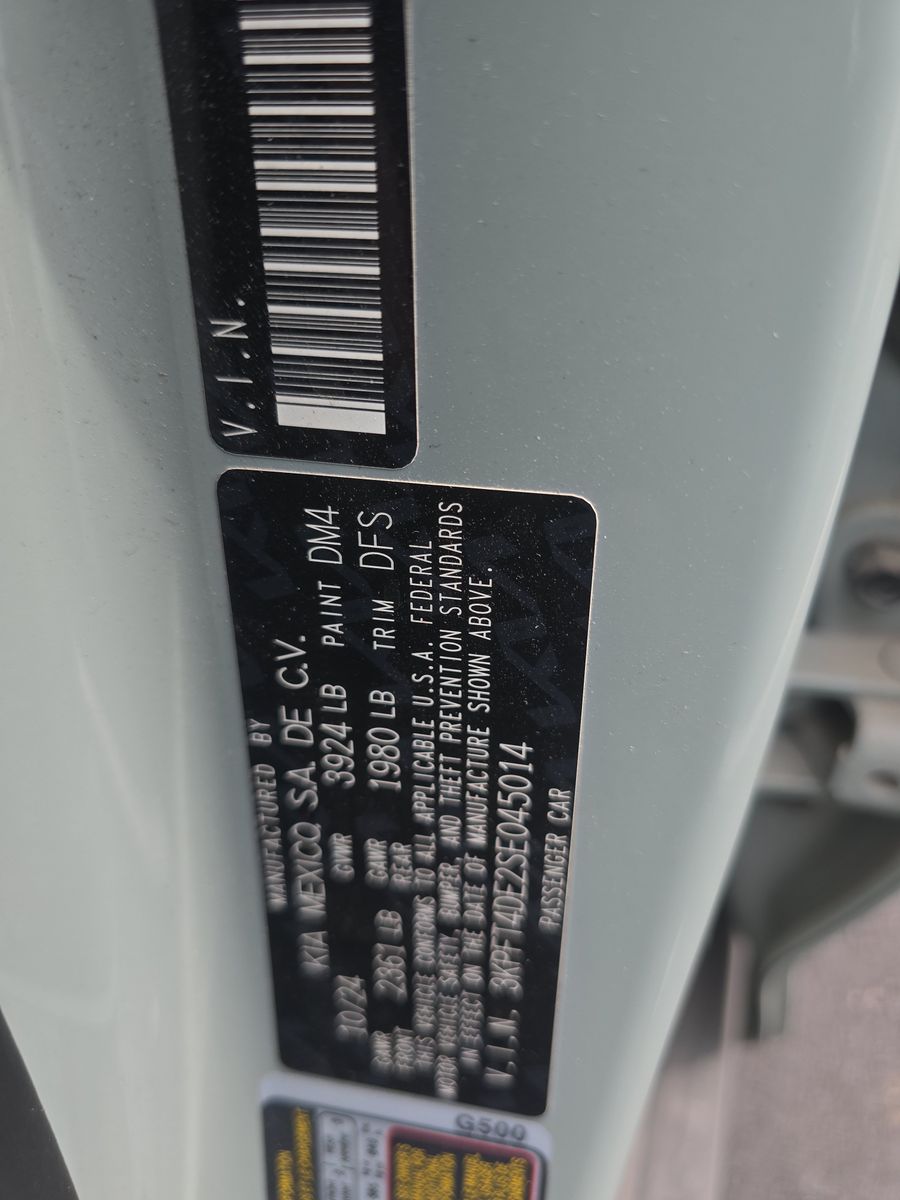 V.I.N.
MANUFACTURED BY
KIA MEXICO, S.A. DE C.V.
10/24 GVWR 3924 LB PAINT DM4
GAWR FRONT 2361 LB GAWR REAR 1980 LB TRIM DFS
THIS VEHICLE CONFORMS TO ALL APPLICABLE U.S.A. FEDERAL
MOTOR VEHICLE SAFETY, BUMPER, AND THEFT PREVENTION STANDARDS
IN EFFECT ON THE DATE OF MANUFACTURE SHOWN ABOVE.
V.I.N. 3KPFT4DE2SE045014
PASSENGER CAR
G500